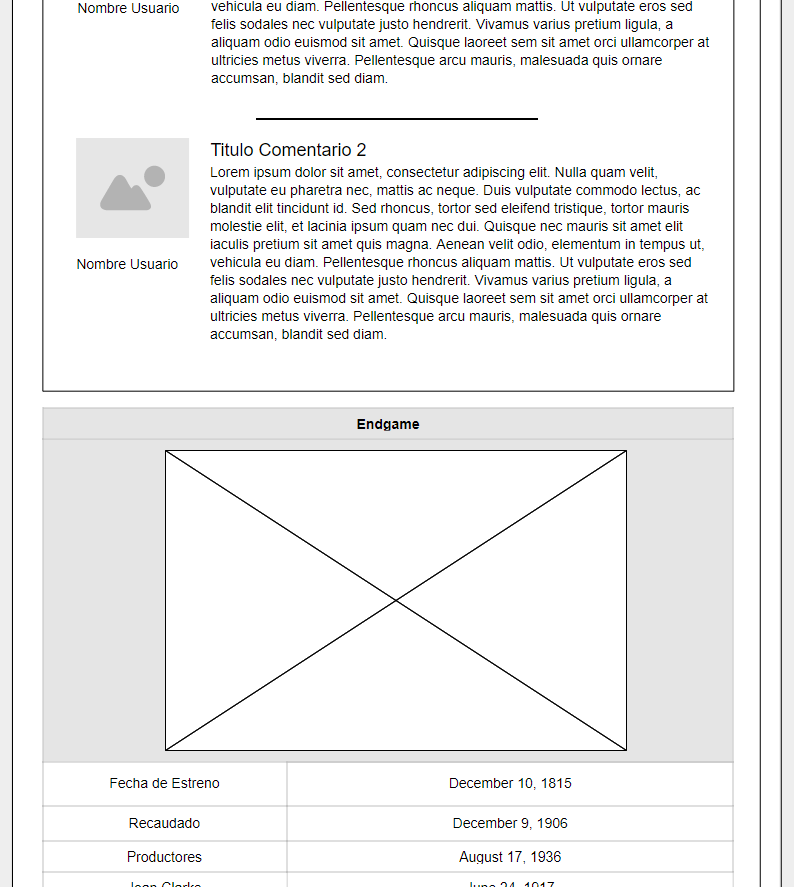 Nombre Usuario
vehicula eu diam. Pellentesque rhoncus aliquam mattis. Ut vulputate eros sed
felis sodales nec vulputate justo hendrerit. Vivamus varius pretium ligula, a
aliquam odio euismod sit amet. Quisque laoreet sem sit amet orci ullamcorper at
ultricies metus viverra. Pellentesque arcu mauris, malesuada quis ornare
accumsan, blandit sed diam.
Titulo Comentario 2
Lorem ipsum dolor sit amet, consectetur adipiscing elit. Nulla quam velit,
vulputate eu pharetra nec, mattis ac neque. Duis vulputate commodo lectus, ac
blandit elit tincidunt id. Sed rhoncus, tortor sed eleifend tristique, tortor mauris
molestie elit, et lacinia ipsum quam nec dui. Quisque nec mauris sit amet elit
iaculis pretium sit amet quis magna. Aenean velit odio, elementum in tempus ut,
vehicula eu diam. Pellentesque rhoncus aliquam mattis. Ut vulputate eros sed
felis sodales nec vulputate justo hendrerit. Vivamus varius pretium ligula, a
aliquam odio euismod sit amet. Quisque laoreet sem sit amet orci ullamcorper at
ultricies metus viverra. Pellentesque arcu mauris, malesuada quis ornare
accumsan, blandit sed diam.
Nombre Usuario
Endgame
Fecha de Estreno December 10, 1815
Recaudado December 9, 1906
Productores August 17, 1936
June 24, 1917